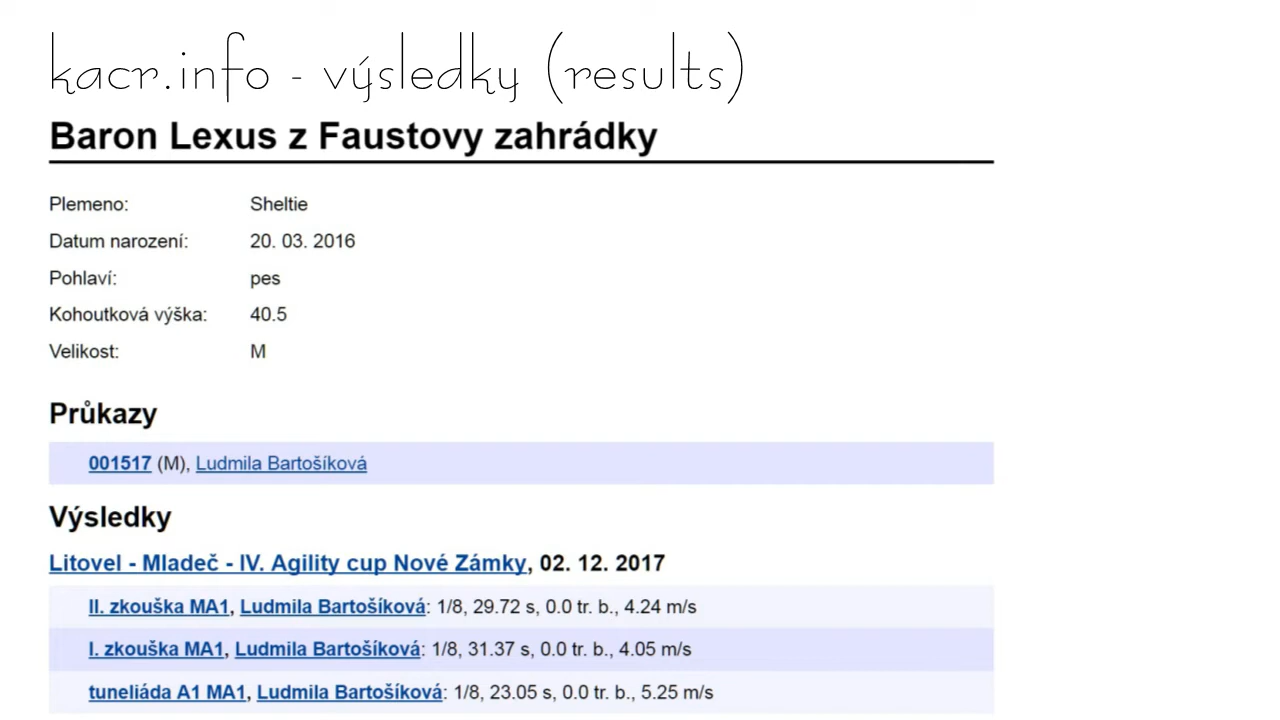 kacr.info - výsledky (results)
Baron Lexus z Faustovy zahrádky
Plemeno: Sheltie
Datum narození: 20. 03. 2016
Pohlaví: pes
Kohoutková výška: 40.5
Velikost: M
Průkazy
001517 (M), Ludmila Bartošíková
Výsledky
Litovel - Mladeč - IV. Agility cup Nové Zámky, 02. 12. 2017
II. zkouška MA1, Ludmila Bartošíková: 1/8, 29.72 s, 0.0 tr. b., 4.24 m/s
I. zkouška MA1, Ludmila Bartošíková: 1/8, 31.37 s, 0.0 tr. b., 4.05 m/s
tuneliáda A1 MA1, Ludmila Bartošíková: 1/8, 23.05 s, 0.0 tr. b., 5.25 m/s